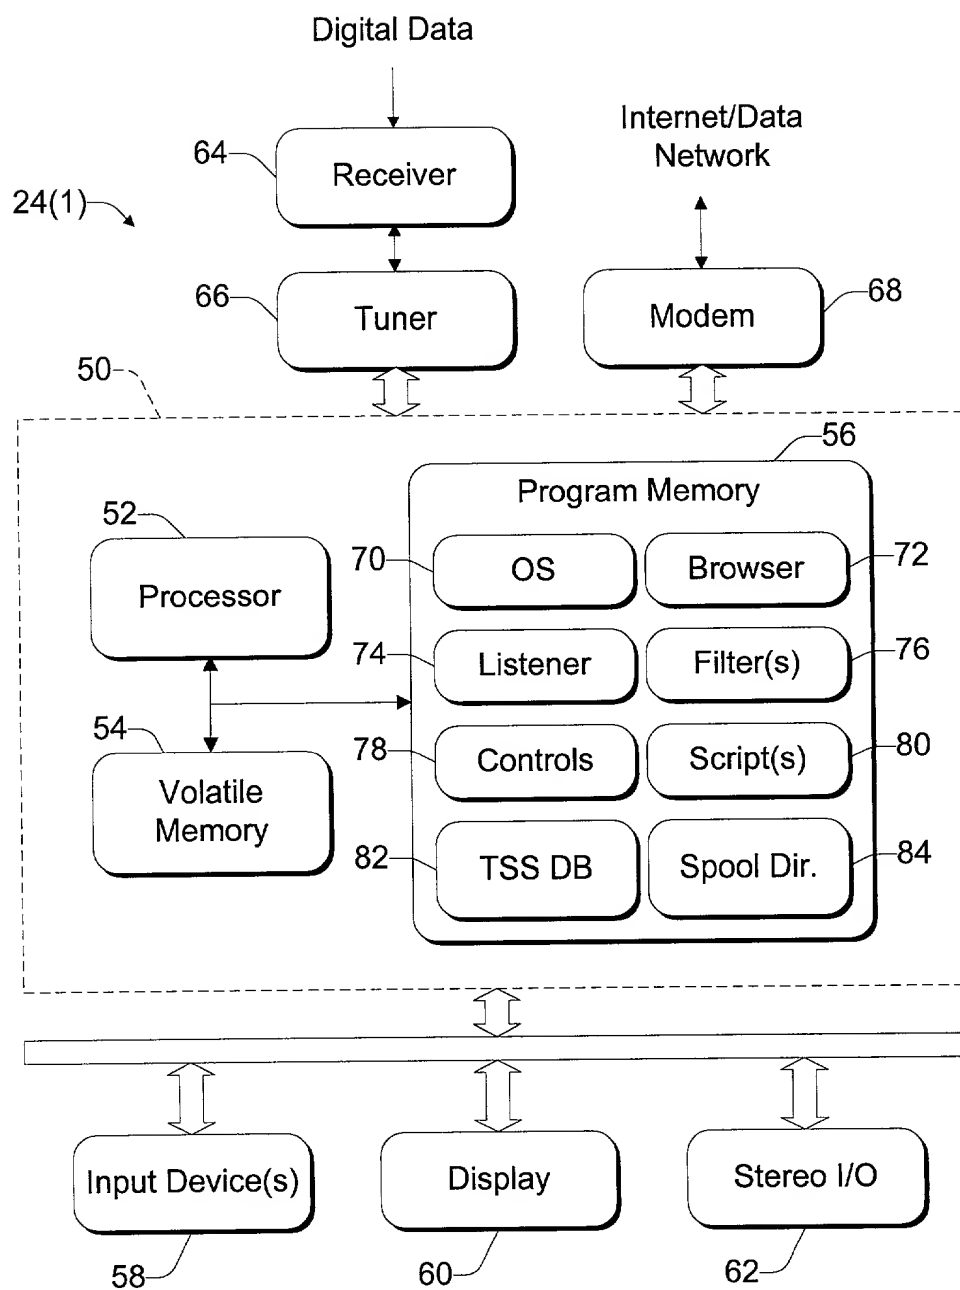 Digital Data
Internet/Data
Network
64
Receiver
24(1)
66
Tuner
Modem
68
50
56
Program Memory
52
Processor
70
OS
Browser
72
74
Listener
Filter(s)
76
54
Volatile
Memory
78
Controls
Script(s)
80
82
TSS DB
Spool Dir.
84
Input Device(s)
Display
Stereo I/O
58
60
62